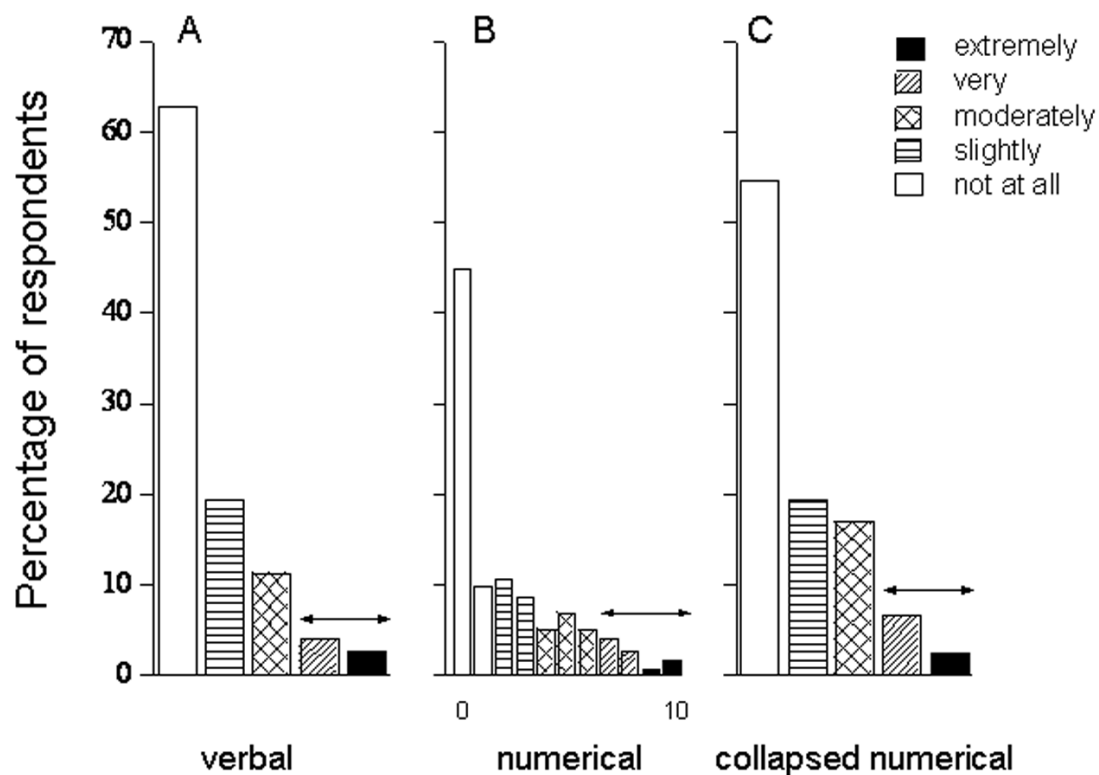 A
B
C
extremely
very
moderately
slightly
not at all
Percentage of respondents
70
60
50
40
30
20
10
0
0
10
verbal
numerical
collapsed numerical